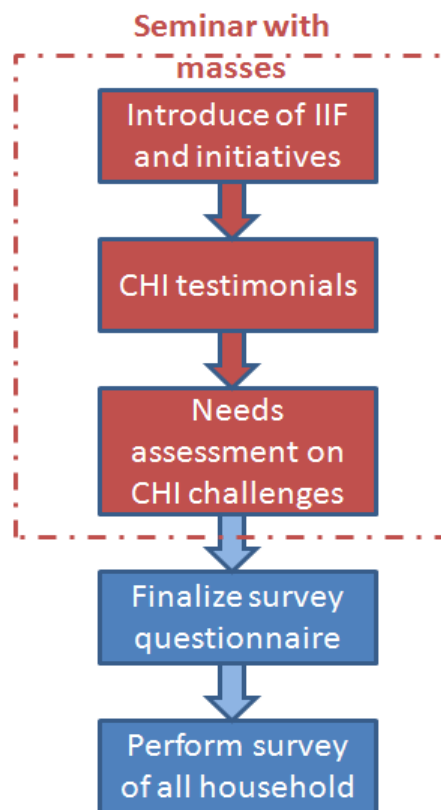 Seminar with
masses
Introduce of IIF
and initiatives
CHI testimonials
Needs
assessment on
CHI challenges
Finalize survey
questionnaire
Perform survey
of all household